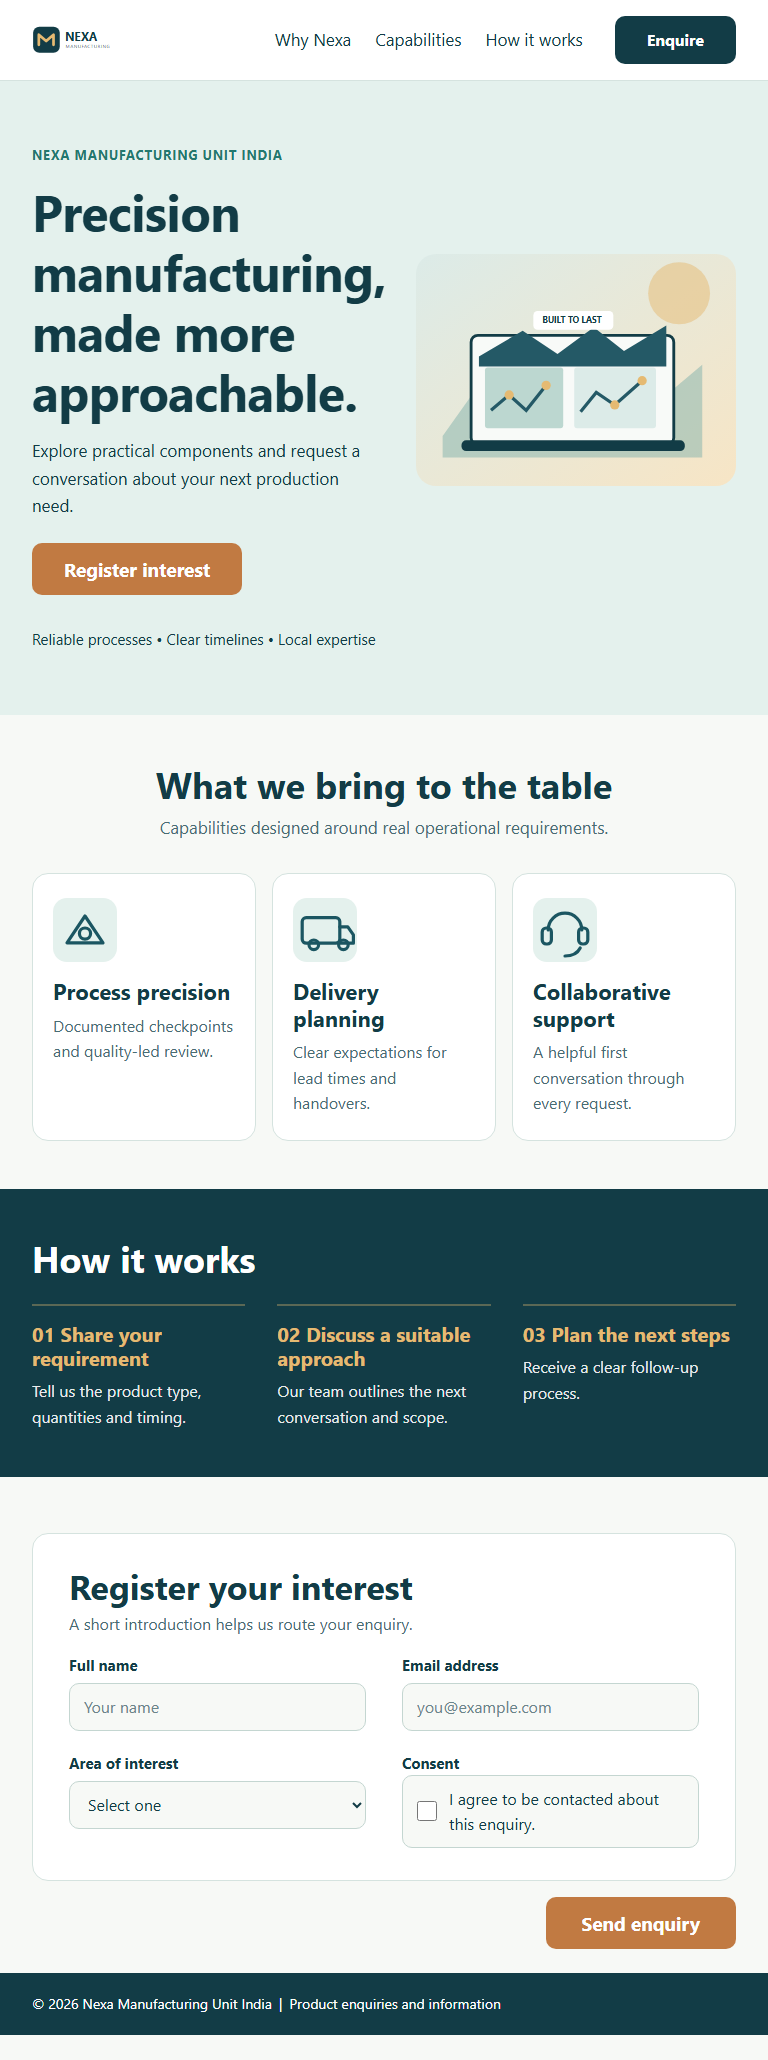 NEXA
MANUFACTURING
Why Nexa
Capabilities
How it works
Enquire
NEXA MANUFACTURING UNIT INDIA
Precision
manufacturing,
made more
approachable.
Explore practical components and request a
conversation about your next production
need.
Register interest
Reliable processes • Clear timelines • Local expertise
BUILT TO LAST
What we bring to the table
Capabilities designed around real operational requirements.
Process precision
Documented checkpoints
and quality-led review.
Delivery
planning
Clear expectations for
lead times and
handovers.
Collaborative
support
A helpful first
conversation through
every request.
How it works
01 Share your
requirement
Tell us the product type,
quantities and timing.
02 Discuss a suitable
approach
Our team outlines the next
conversation and scope.
03 Plan the next steps
Receive a clear follow-up
process.
Register your interest
A short introduction helps us route your enquiry.
Full name
Your name
Email address
you@example.com
Area of interest
Select one
Consent
I agree to be contacted about
this enquiry.
Send enquiry
© 2026 Nexa Manufacturing Unit India | Product enquiries and information